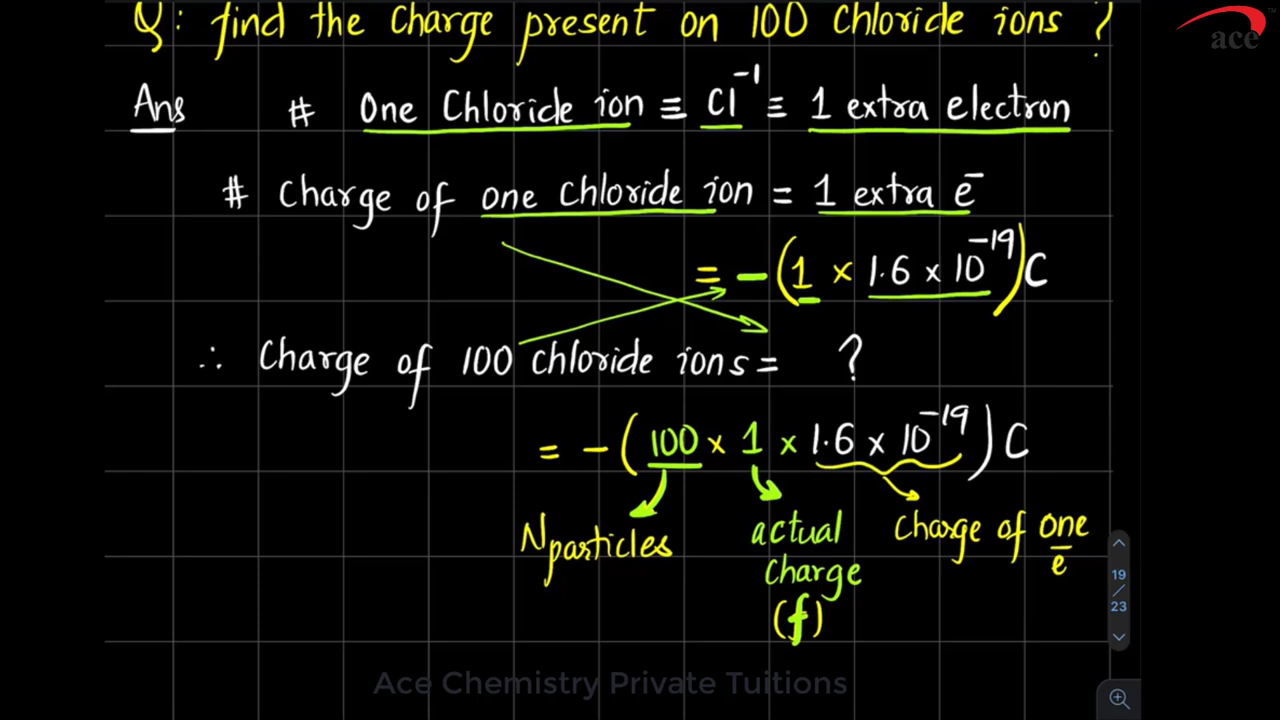 Q: find the Charge present on 100 Chloride ions ?
ace™
Ans # One Chloride ion ≡ Cl⁻¹ ≡ 1 extra electron
# Charge of one Chloride ion = 1 extra e⁻
= - (1 × 1.6 × 10⁻¹⁹) C
∴ Charge of 100 chloride ions = ?
= - (100 × 1 × 1.6 × 10⁻¹⁹) C
Nparticles
actual
charge
(f)
Charge of one
e⁻
19
/
23
Ace Chemistry Private Tuitions